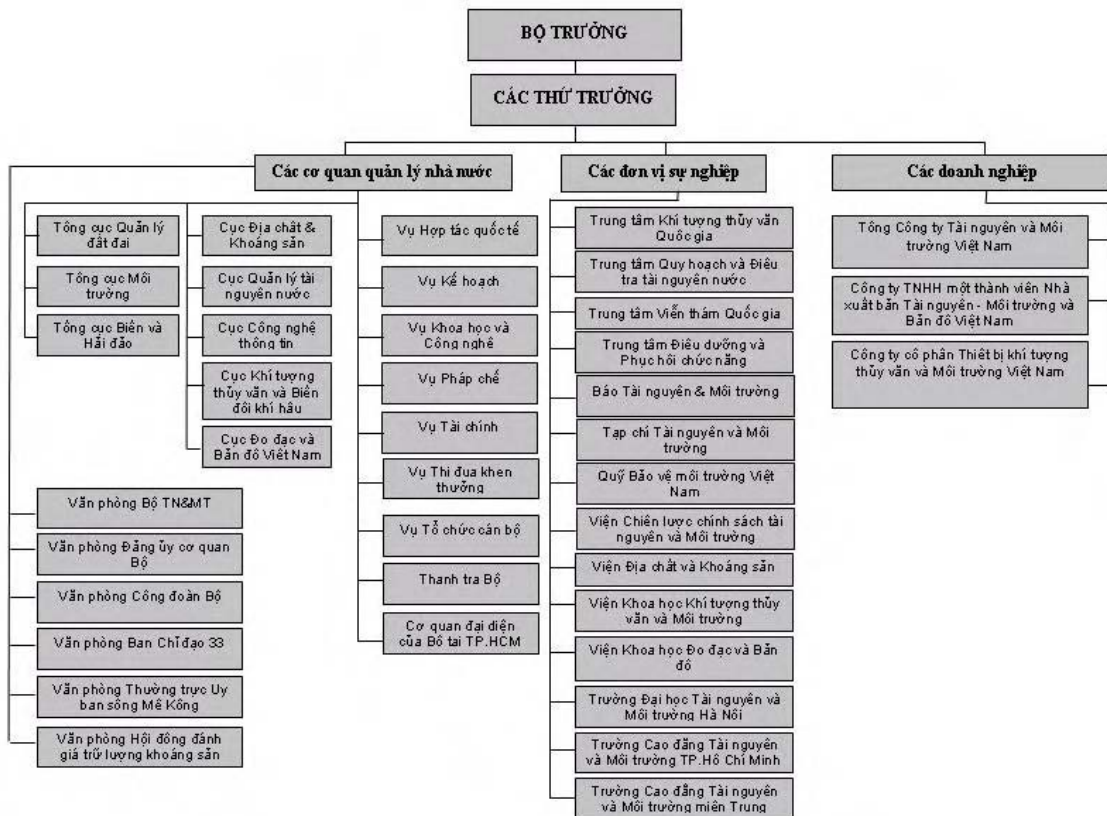 BỘ TRƯỞNG
CÁC THỨ TRƯỞNG
Các cơ quan quản lý nhà nước
Tổng cục Quản lý
đất đai
Tổng cục Môi
trường
Tổng cục Biển và
Hải đảo
Cục Địa chất &
Khoáng sản
Cục Quản lý tài
nguyên nước
Cục Công nghệ
thông tin
Cục Khí tượng
thủy văn và Biến
đổi khí hậu
Cục Đo đạc và
Bản đồ Việt Nam
Vụ Hợp tác quốc tế
Vụ Kế hoạch
Vụ Khoa học và
Công nghệ
Vụ Pháp chế
Vụ Tài chính
Vụ Thi đua khen
thưởng
Vụ Tổ chức cán bộ
Thanh tra Bộ
Cơ quan đại diện
của Bộ tại TP.HCM
Văn phòng Bộ TN&MT
Văn phòng Đảng ủy cơ quan
Bộ
Văn phòng Công đoàn Bộ
Văn phòng Ban Chỉ đạo 33
Văn phòng Thường trực Uy
ban sông Mê Kông
Văn phòng Hội đồng đánh
giá trữ lượng khoáng sản
Các đơn vị sự nghiệp
Trung tâm Khí tượng thủy văn
Quốc gia
Trung tâm Quy hoạch và Điều
tra tài nguyên nước
Trung tâm Viễn thám Quốc gia
Trung tâm Điều dưỡng và
Phục hồi chức năng
Báo Tài nguyên & Môi trường
Tạp chí Tài nguyên và Môi
trường
Quỹ Bảo vệ môi trường Việt
Nam
Viện Chiên lược chính sách tài
nguyên và Môi trường
Viện Địa chất và Khoáng sản
Viện Khoa học Khí tượng thủy
văn và Môi trường
Viện Khoa học Đo đạc và Bản
đồ
Trường Đại học Tài nguyên và
Môi trường Hà Nội
Trường Cao đẳng Tài nguyên
và Môi trường TP.Hồ Chí Minh
Trường Cao đẳng Tài nguyên
và Môi trường miền Trung
Các doanh nghiệp
Tổng Công ty Tài nguyên và Môi
trường Việt Nam
Công ty TNHH một thành viên Nhà
xuất bản Tài nguyên - Môi trường và
Bản đồ Việt Nam
Công ty cổ phần Thiết bị khí tượng
thủy văn và Môi trường Việt Nam